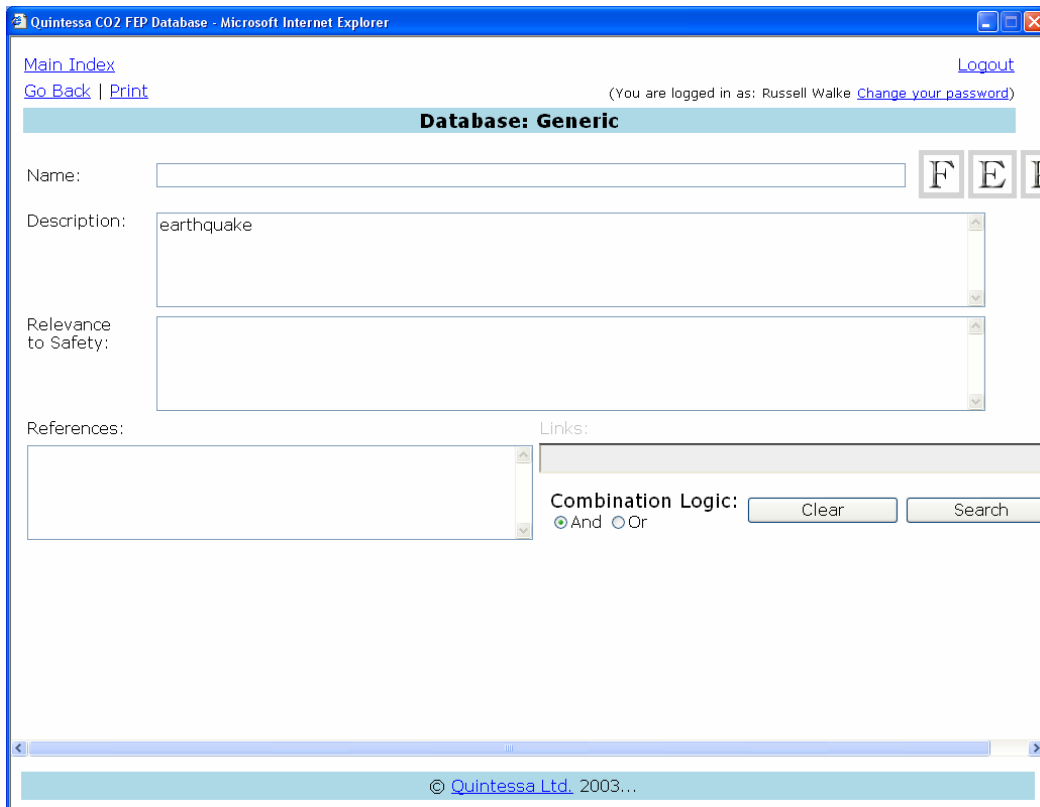 Quintessa CO2 FEP Database - Microsoft Internet Explorer
Main Index Logout
Go Back | Print (You are logged in as: Russell Walke Change your password)
Database: Generic
Name: F E
Description: earthquake
Relevance
to Safety:
References: Links:
Combination Logic: Clear Search
And Or
© Quintessa Ltd. 2003...